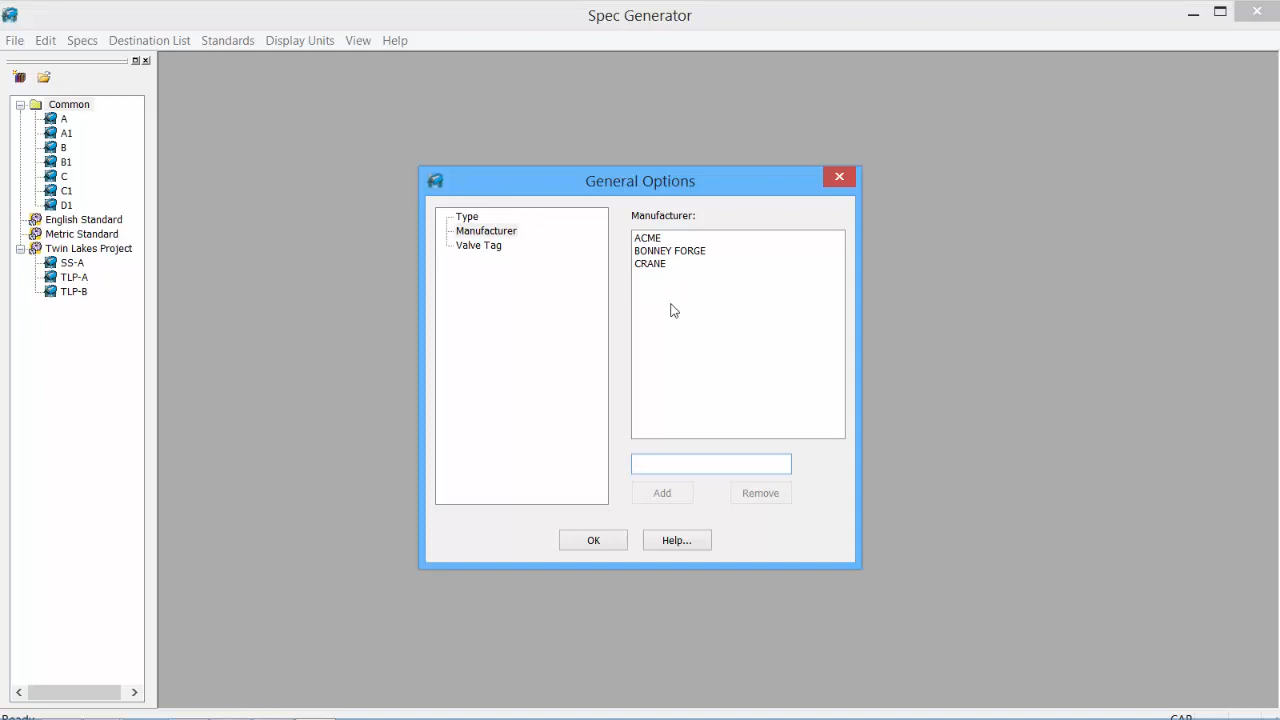 Spec Generator
File Edit Specs Destination List Standards Display Units View Help
Common
A
A1
B
B1
C
C1
D1
English Standard
Metric Standard
Twin Lakes Project
SS-A
TLP-A
TLP-B
General Options
Type
Manufacturer
Valve Tag
Manufacturer:
ACME
BONNEY FORGE
CRANE
Add Remove
OK Help...
Ready CAP